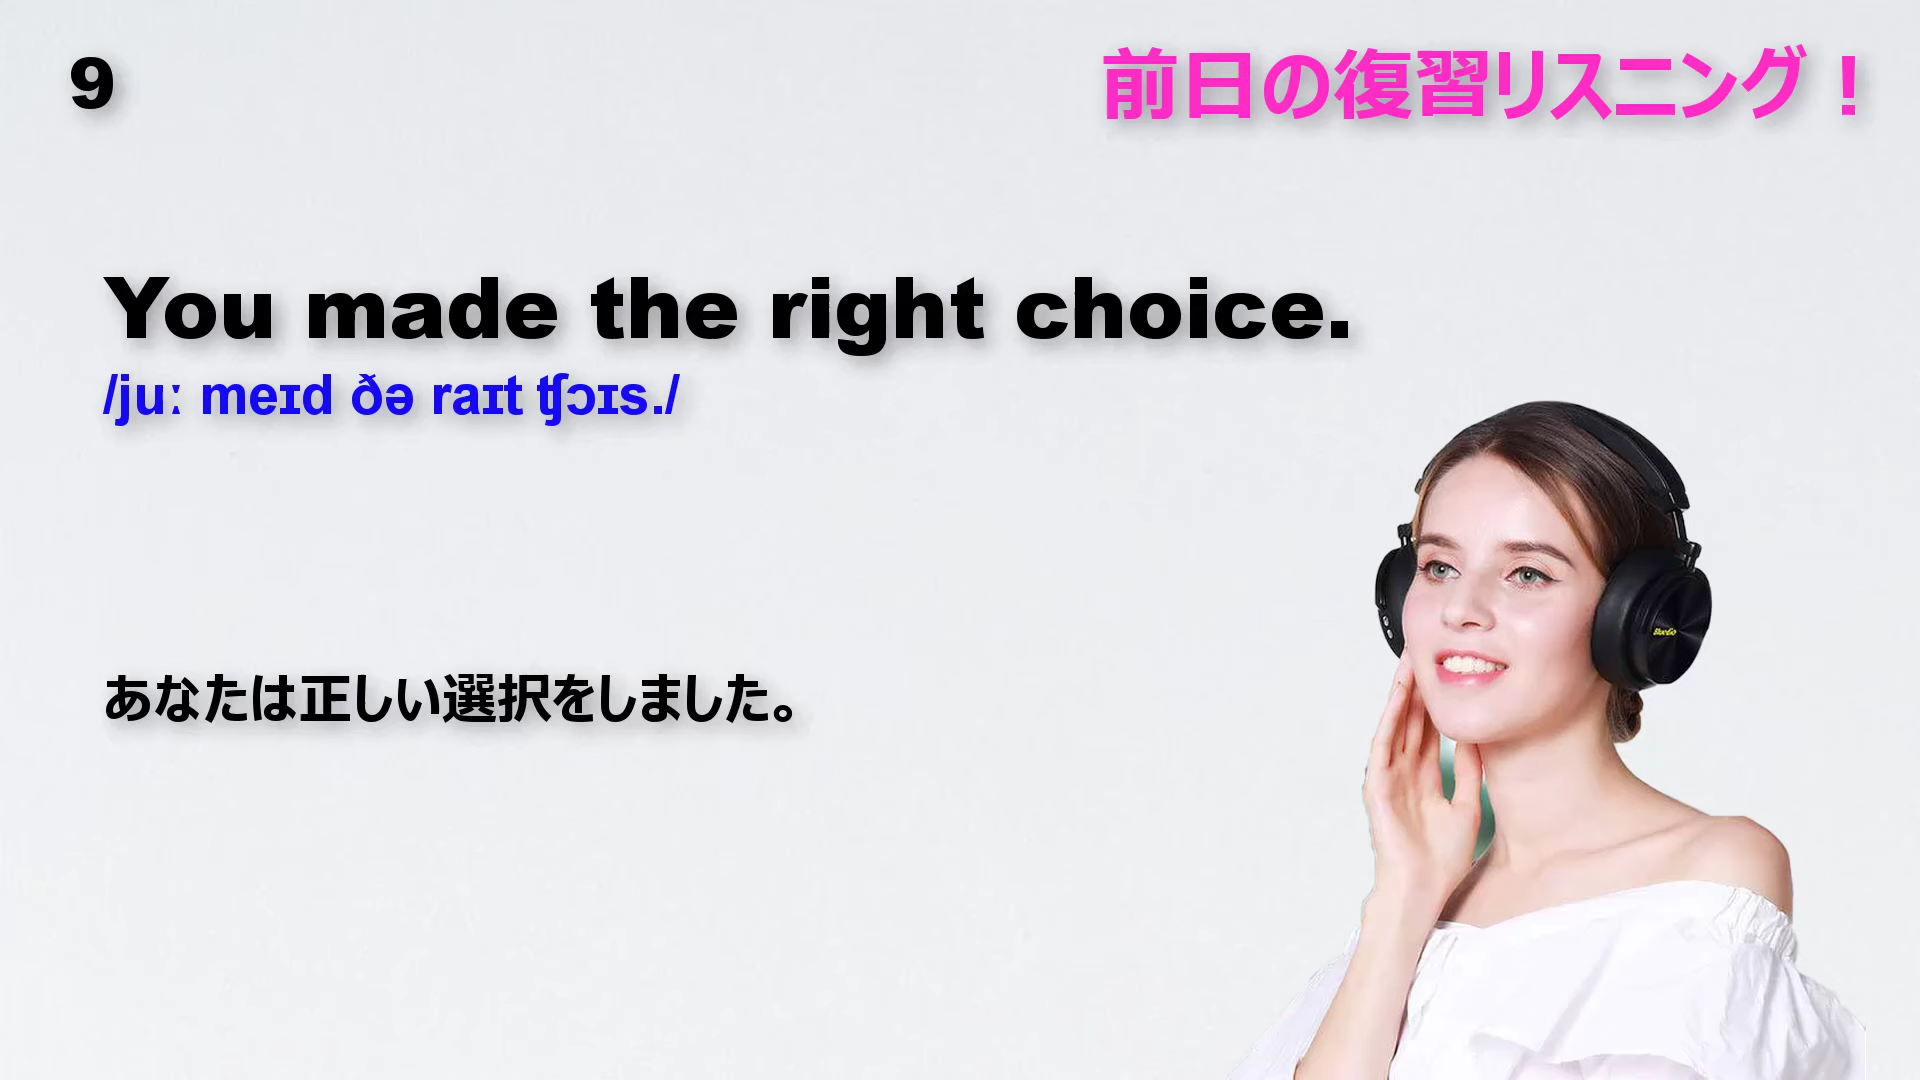 9
前日の復習リスニング！
You made the right choice.
/juː meɪd ðə raɪt ʧɔɪs./
あなたは正しい選択をしました。